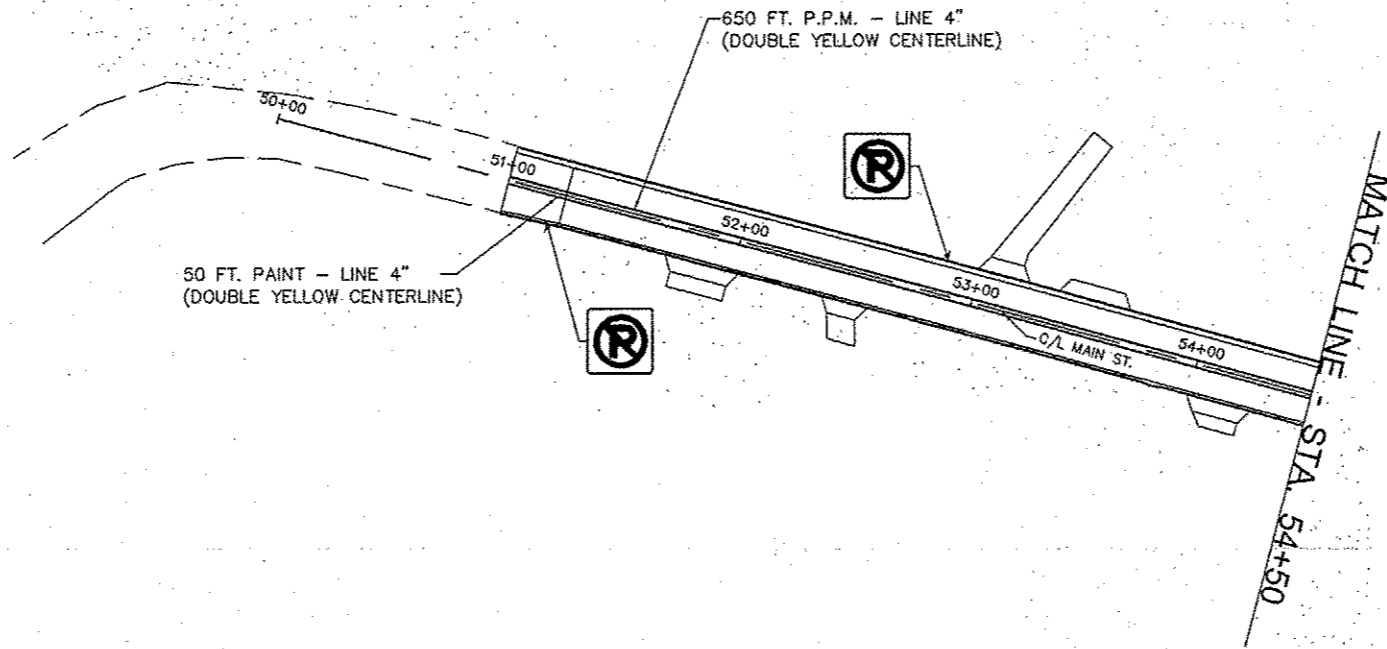 650 FT. P.P.M. - LINE 4"
(DOUBLE YELLOW CENTERLINE)
50+00
51+00
R
52+00
50 FT. PAINT - LINE 4"
(DOUBLE YELLOW CENTERLINE)
53+00
R
C/L MAIN ST.
54+00
MATCH LINE - STA. 54+50